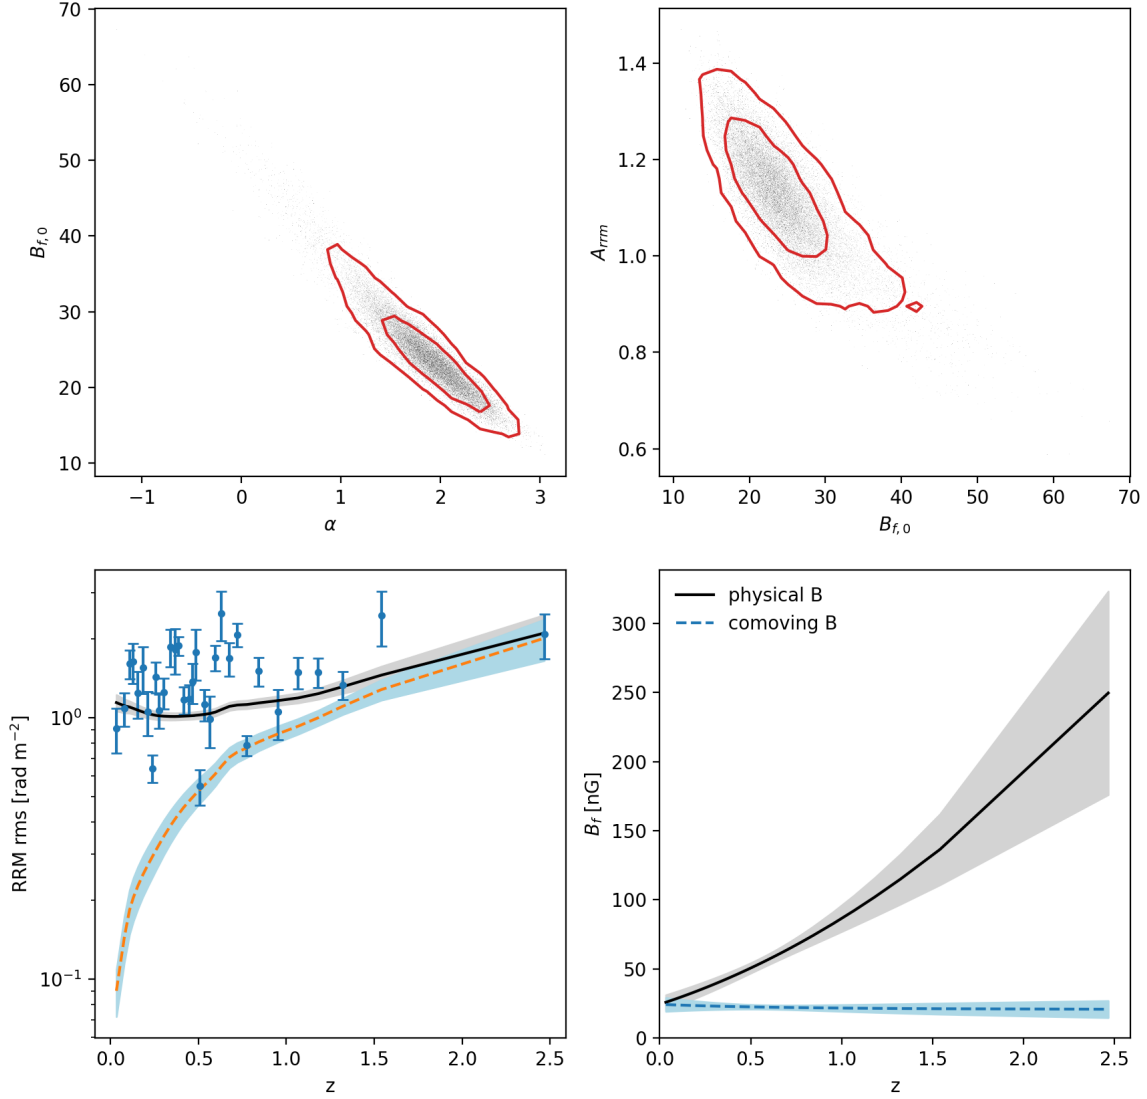 70
60
50
40
30
20
10
B_{f,0}
−1 0 1 2 3
α
1.4
1.2
1.0
0.8
0.6
A_{rrm}
10 20 30 40 50 60 70
B_{f,0}
10^0
10^{−1}
RRM rms [rad m^{−2}]
0.0 0.5 1.0 1.5 2.0 2.5
z
physical B
comoving B
300
250
200
150
100
50
0
B_f [nG]
0.0 0.5 1.0 1.5 2.0 2.5
z